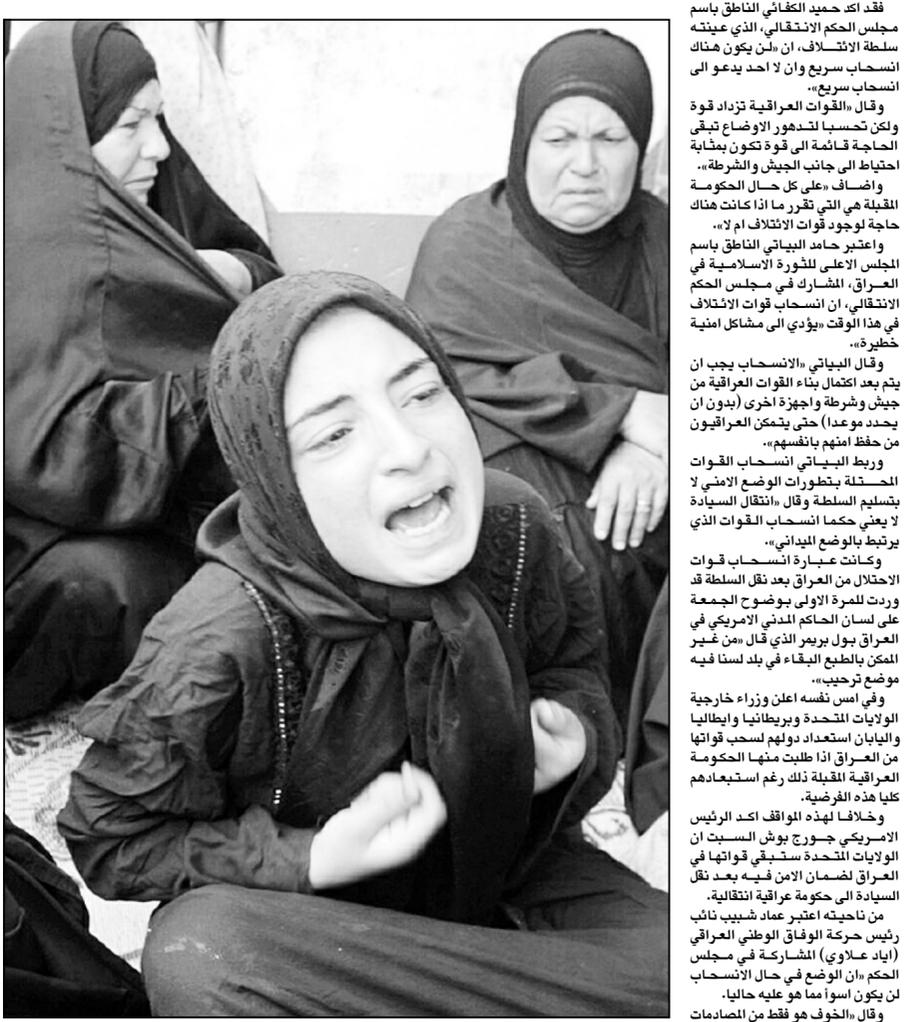 فقد اكد حميد الكفائي الناطق باسم
مجلس الحكم الانتقالي، الذي عينته
سلطة الائتلاف، ان «لن يكون هناك
انسحاب سريع وان لا احد يدعو الى
انسحاب سريع».
وقال «القوات العراقية تزداد قوة
ولكن تحسبا لتدهور الاوضاع تبقى
الحاجة قائمة الى قوة تكون بمثابة
احتياط الى جانب الجيش والشرطة».
واضاف «على كل حال الحكومة
المقبلة هي التي تقرر ما اذا كانت هناك
حاجة لوجود قوات الائتلاف ام لا».
واعتبر حامد البياتي الناطق باسم
المجلس الاعلى للثورة الاسلامية في
العراق، المشارك في مجلس الحكم
الانتقالي، ان انسحاب قوات الائتلاف
في هذا الوقت «يؤدي الى مشاكل امنية
خطيرة».
وقال البياتي «الانسحاب يجب ان
يتم بعد اكتمال بناء القوات العراقية من
جيش وشرطة واجهزة اخرى (بدون ان
يحدد موعدا) حتى يتمكن العراقيون
من حفظ امنهم بانفسهم».
وربط البياتي انسحاب القوات
المحتلة بتطورات الوضع الامني لا
بتسليم السلطة وقال «انتقال السيادة
لا يعني حكما انسحاب القوات الذي
يرتبط بالوضع الميداني».
وكانت عبارة انسحاب قوات
الاحتلال من العراق بعد نقل السلطة قد
وردت للمرة الاولى بوضوح الجمعة
على لسان الحاكم المدني الامريكي في
العراق بول بريمر الذي قال «من غير
الممكن بالطبع البقاء في بلد لسنا فيه
موضع ترحيب».
وفي امس نفسه اعلن وزراء خارجية
الولايات المتحدة وبريطانيا وايطاليا
واليابان استعداد دولهم لسحب قواتها
من العراق اذا طلبت منها الحكومة
العراقية المقبلة ذلك رغم استبعادهم
كليا هذه الفرضية.
وخلافا لهذه المواقف اكد الرئيس
الامريكي جورج بوش السبت ان
الولايات المتحدة ستبقي قواتها في
العراق لضمان الامن فيه بعد نقل
السيادة الى حكومة عراقية انتقالية.
من ناحيته اعتبر عماد شبيب نائب
رئيس حركة الوفاق الوطني العراقي
(اياد علاوي) المشاركة في مجلس
الحكم «ان الوضع في حال الانسحاب
لن يكون اسوأ مما هو عليه حاليا.
وقال «الخوف هو فقط من المصادمات